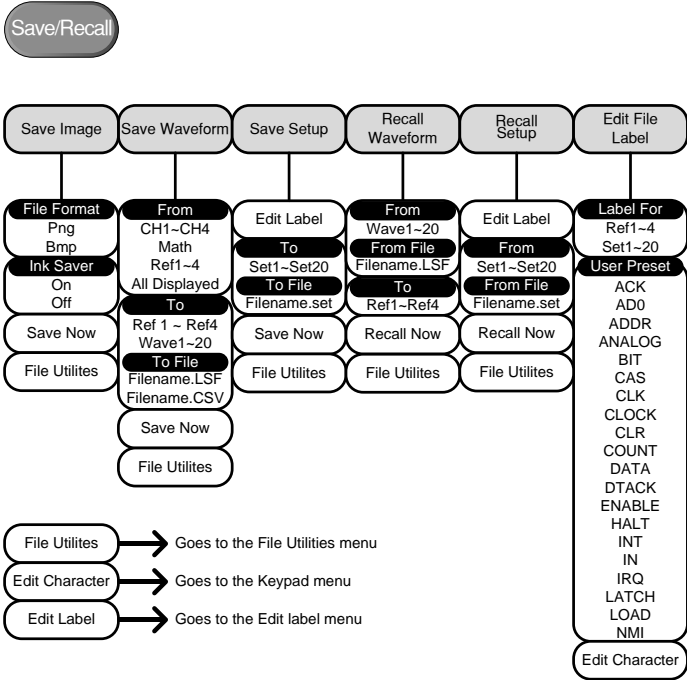 Save/Recall
Save Image
Save Waveform
Save Setup
Recall
Waveform
Recall
Setup
Edit File
Label
File Format
Png
Bmp
Ink Saver
On
Off
Save Now
File Utilites
From
CH1~CH4
Math
Ref1~4
All Displayed
To
Ref 1 ~ Ref4
Wave1~20
To File
Filename.LSF
Filename.CSV
Save Now
File Utilites
Edit Label
To
Set1~Set20
To File
Filename.set
Save Now
File Utilites
From
Wave1~20
From File
Filename.LSF
To
Ref1~Ref4
Recall Now
File Utilites
Edit Label
From
Set1~Set20
From File
Filename.set
Recall Now
File Utilites
Label For
Ref1~4
Set1~20
User Preset
ACK
AD0
ADDR
ANALOG
BIT
CAS
CLK
CLOCK
CLR
COUNT
DATA
DTACK
ENABLE
HALT
INT
IN
IRQ
LATCH
LOAD
NMI
Edit Character
File Utilites Goes to the File Utilities menu
Edit Character Goes to the Keypad menu
Edit Label Goes to the Edit label menu